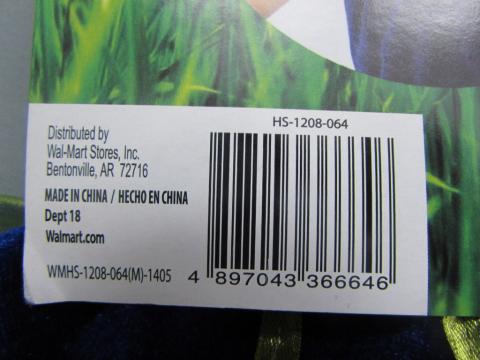 HS-1208-064
Distributed by
Wal-Mart Stores, Inc.
Bentonville, AR 72716
MADE IN CHINA / HECHO EN CHINA
Dept 18
Walmart.com
WMHS-1208-064(M)-1405
4 897043 366646